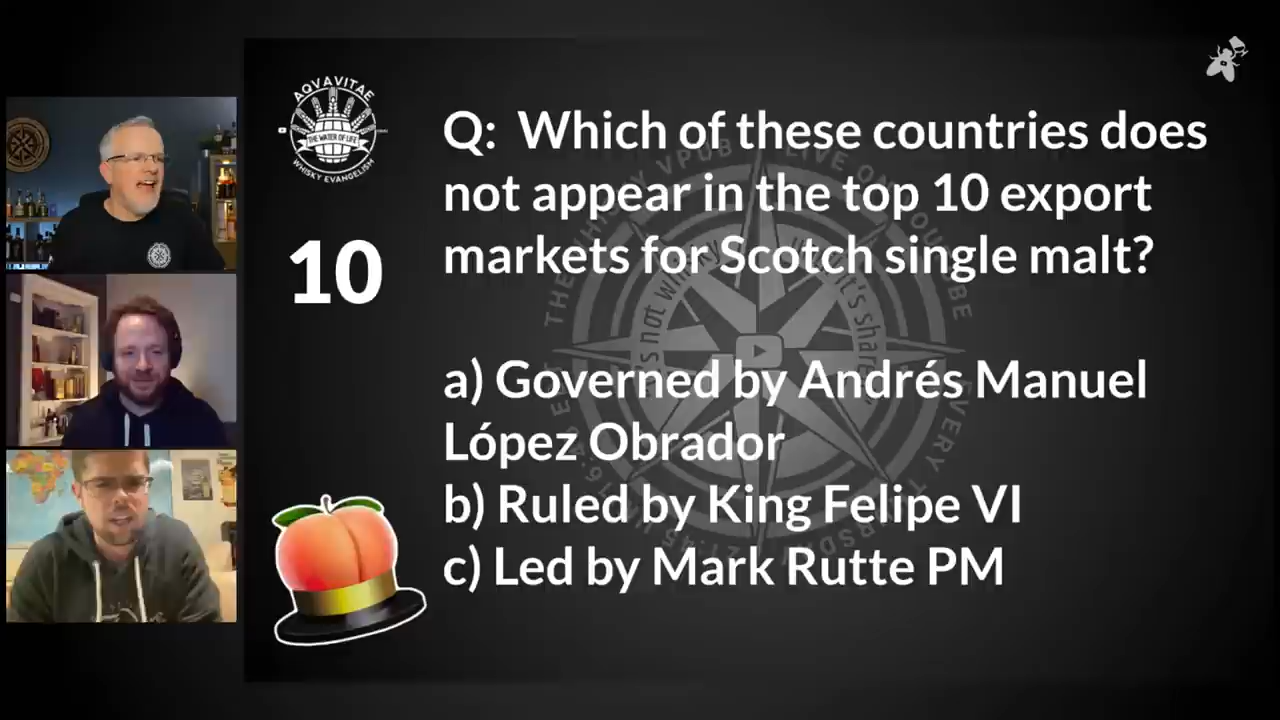 AQVAVITAE
THE WATER OF LIFE
WHISKY EVANGELISM
10
Q: Which of these countries does
not appear in the top 10 export
markets for Scotch single malt?
a) Governed by Andrés Manuel
López Obrador
b) Ruled by King Felipe VI
c) Led by Mark Rutte PM